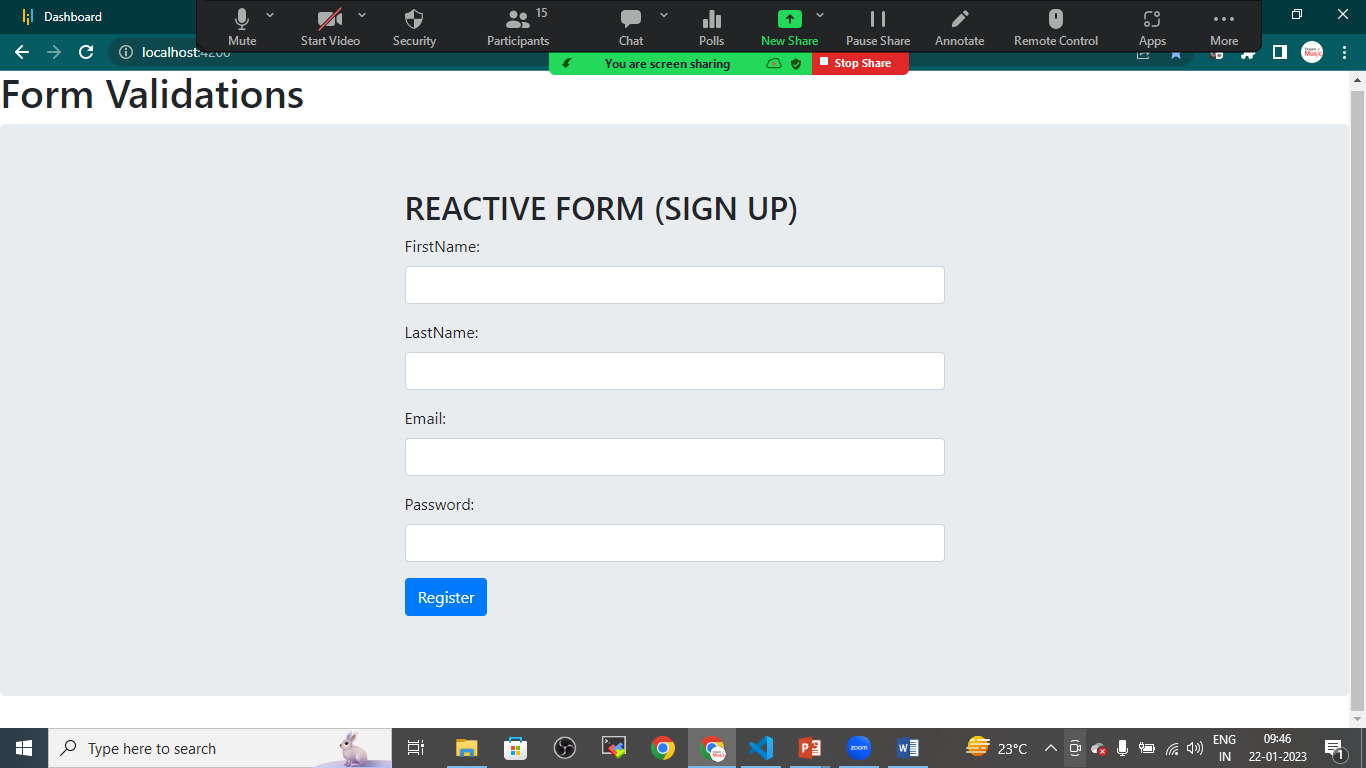 Dashboard
15
Mute
Start Video
Security
Participants
Chat
Polls
New Share
Pause Share
Annotate
Remote Control
Apps
More
localhost:4200
You are screen sharing
Stop Share
Form Validations
REACTIVE FORM (SIGN UP)
FirstName:
LastName:
Email:
Password:
Register
Type here to search
zoom
23°C
ENG
IN
09:46
22-01-2023
1